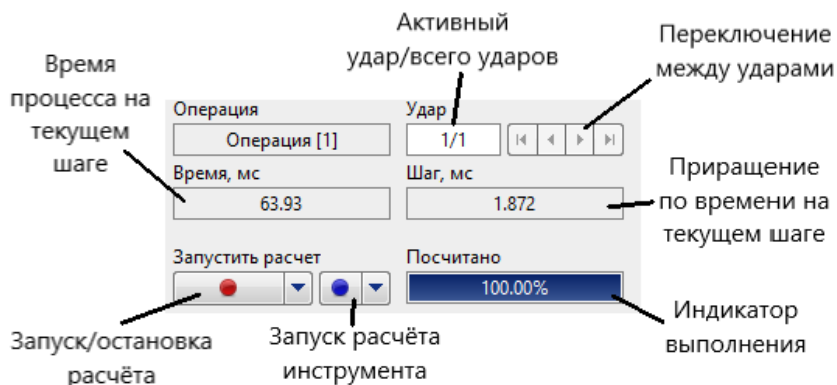 Активный
удар/всего ударов
Переключение
между ударами
Время
процесса на
текущем
шаге
Операция
Удар
Операция [1]
1/1
Время, мс
Шаг, мс
63.93
1.872
Приращение
по времени на
текущем шаге
Запустить расчет
Посчитано
100.00%
Запуск/остановка
расчёта
Запуск расчёта
инструмента
Индикатор
выполнения